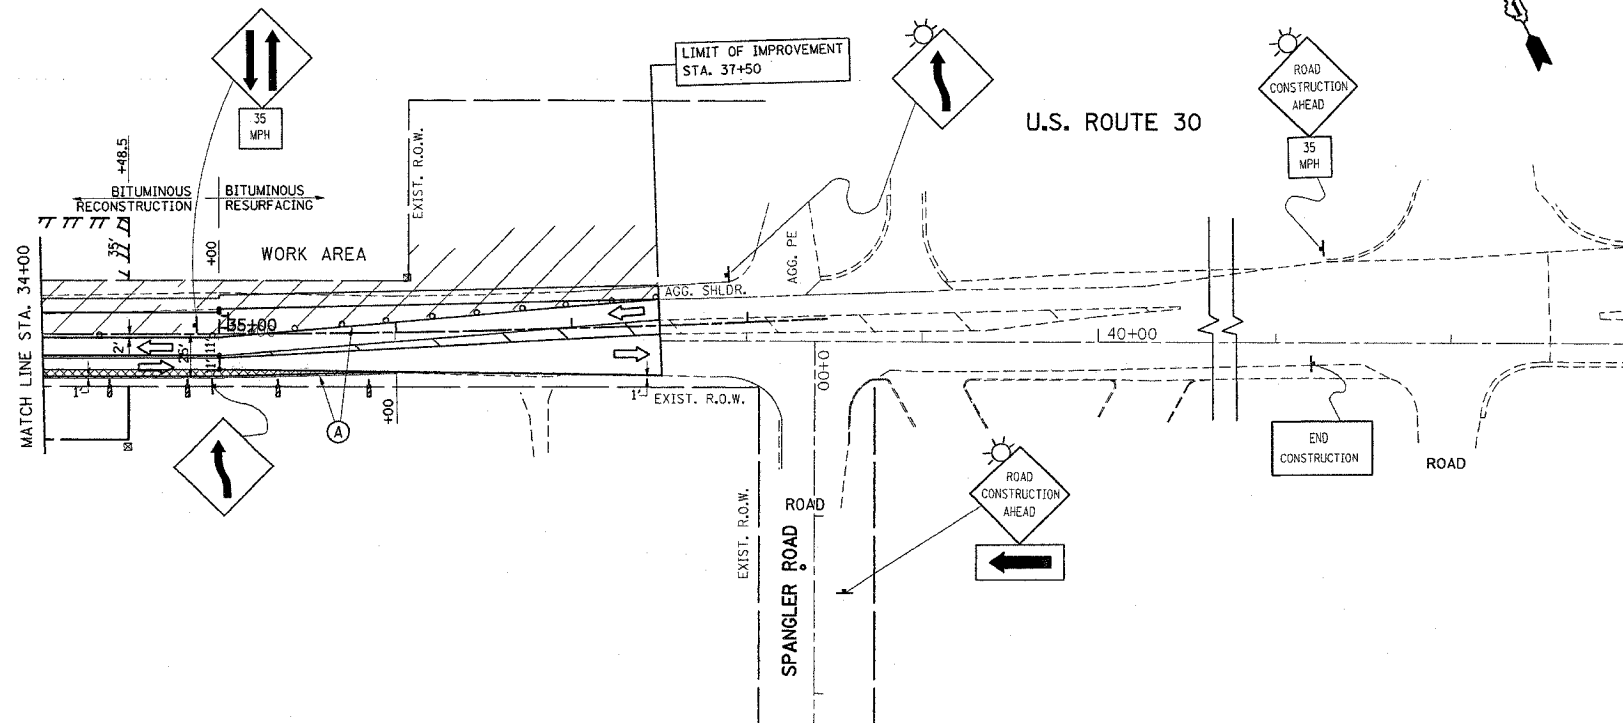 35
MPH
LIMIT OF IMPROVEMENT
STA. 37+50
U.S. ROUTE 30
ROAD
CONSTRUCTION
AHEAD
35
MPH
+48.5
BITUMINOUS
RECONSTRUCTION
BITUMINOUS
RESURFACING
EXIST. R.O.W.
35'
+00
WORK AREA
MATCH LINE STA. 34+00
AGG. SHLDR.
AGG. PE
35+00
40+00
2'
25'
11'
11'
1'
+00
A
1'
EXIST. R.O.W.
0+00
END
CONSTRUCTION
ROAD
ROAD
CONSTRUCTION
AHEAD
EXIST. R.O.W.
ROAD
SPANGLER ROAD